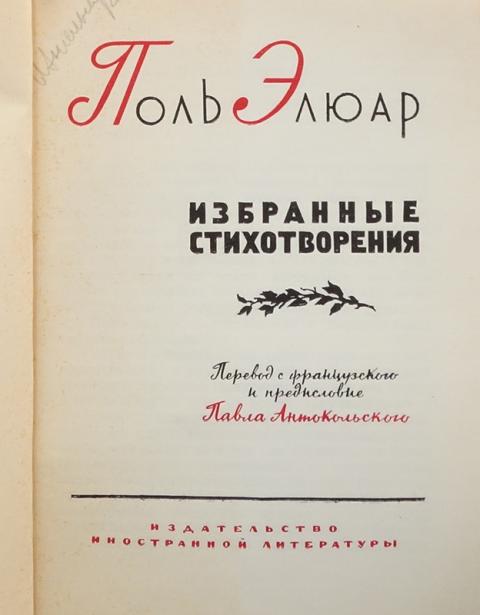 Поль Элюар
ИЗБРАННЫЕ
СТИХОТВОРЕНИЯ
Перевод с французского
и предисловие
Павла Антокольского
ИЗДАТЕЛЬСТВО
ИНОСТРАННОЙ ЛИТЕРАТУРЫ